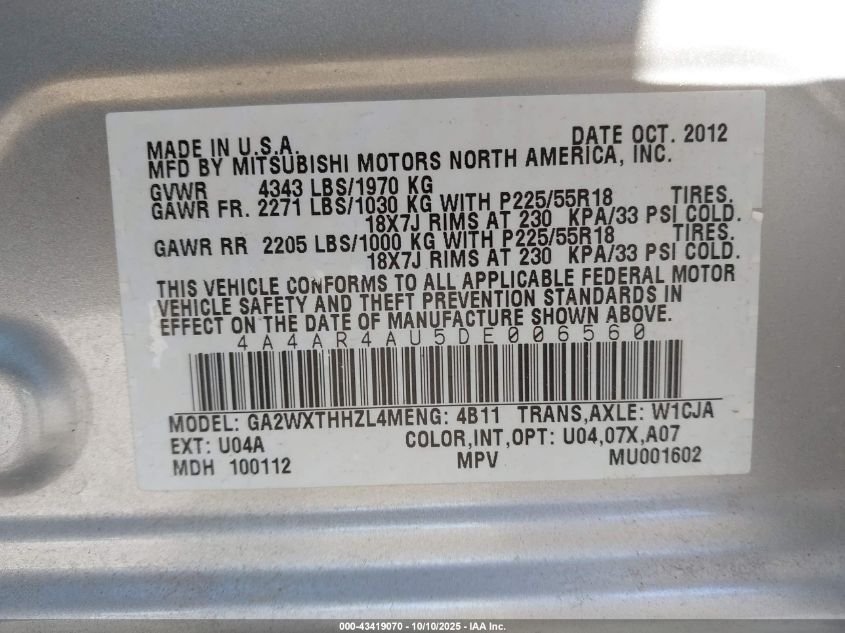 MADE IN U.S.A. DATE OCT. 2012
MFD BY MITSUBISHI MOTORS NORTH AMERICA, INC.
GVWR 4343 LBS/1970 KG
GAWR FR. 2271 LBS/1030 KG WITH P225/55R18 TIRES.
18X7J RIMS AT 230 KPA/33 PSI COLD.
GAWR RR 2205 LBS/1000 KG WITH P225/55R18 TIRES.
18X7J RIMS AT 230 KPA/33 PSI COLD.
THIS VEHICLE CONFORMS TO ALL APPLICABLE FEDERAL MOTOR
VEHICLE SAFETY AND THEFT PREVENTION STANDARDS IN
EFFECT ON THE DATE OF MANUFACTURE SHOWN ABOVE.
4A4AR4AU5DE006560
MODEL: GA2WXTHHZL4MENG: 4B11 TRANS,AXLE: W1CJA
EXT: U04A COLOR,INT,OPT: U04,07X,A07
MDH 100112 MPV MU001602
000-43419070 - 10/10/2025 - IAA Inc.